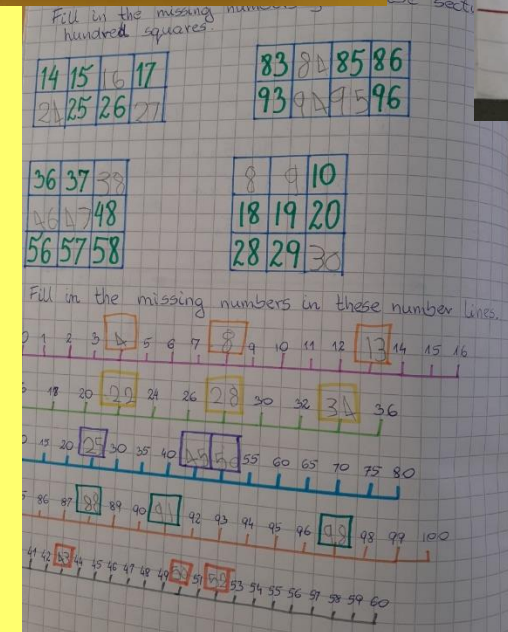 Fill in the missing numbers
hundred squares.
14 15 16 17
24 25 26 27
83 84 85 86
93 94 95 96
36 37 38
46 47 48
56 57 58
8 9 10
18 19 20
28 29 30
Fill in the missing numbers in these number lines.
1 2 3 4 5 6 7 8 9 10 11 12 13 14 15 16
18 20 22 24 26 28 30 32 34 36
15 20 25 30 35 40 45 50 55 60 65 70 75 80
86 87 88 89 90 91 92 93 94 95 96 98 98 99 100
41 42 43 44 45 46 47 48 49 50 51 52 53 54 55 56 57 58 59 60